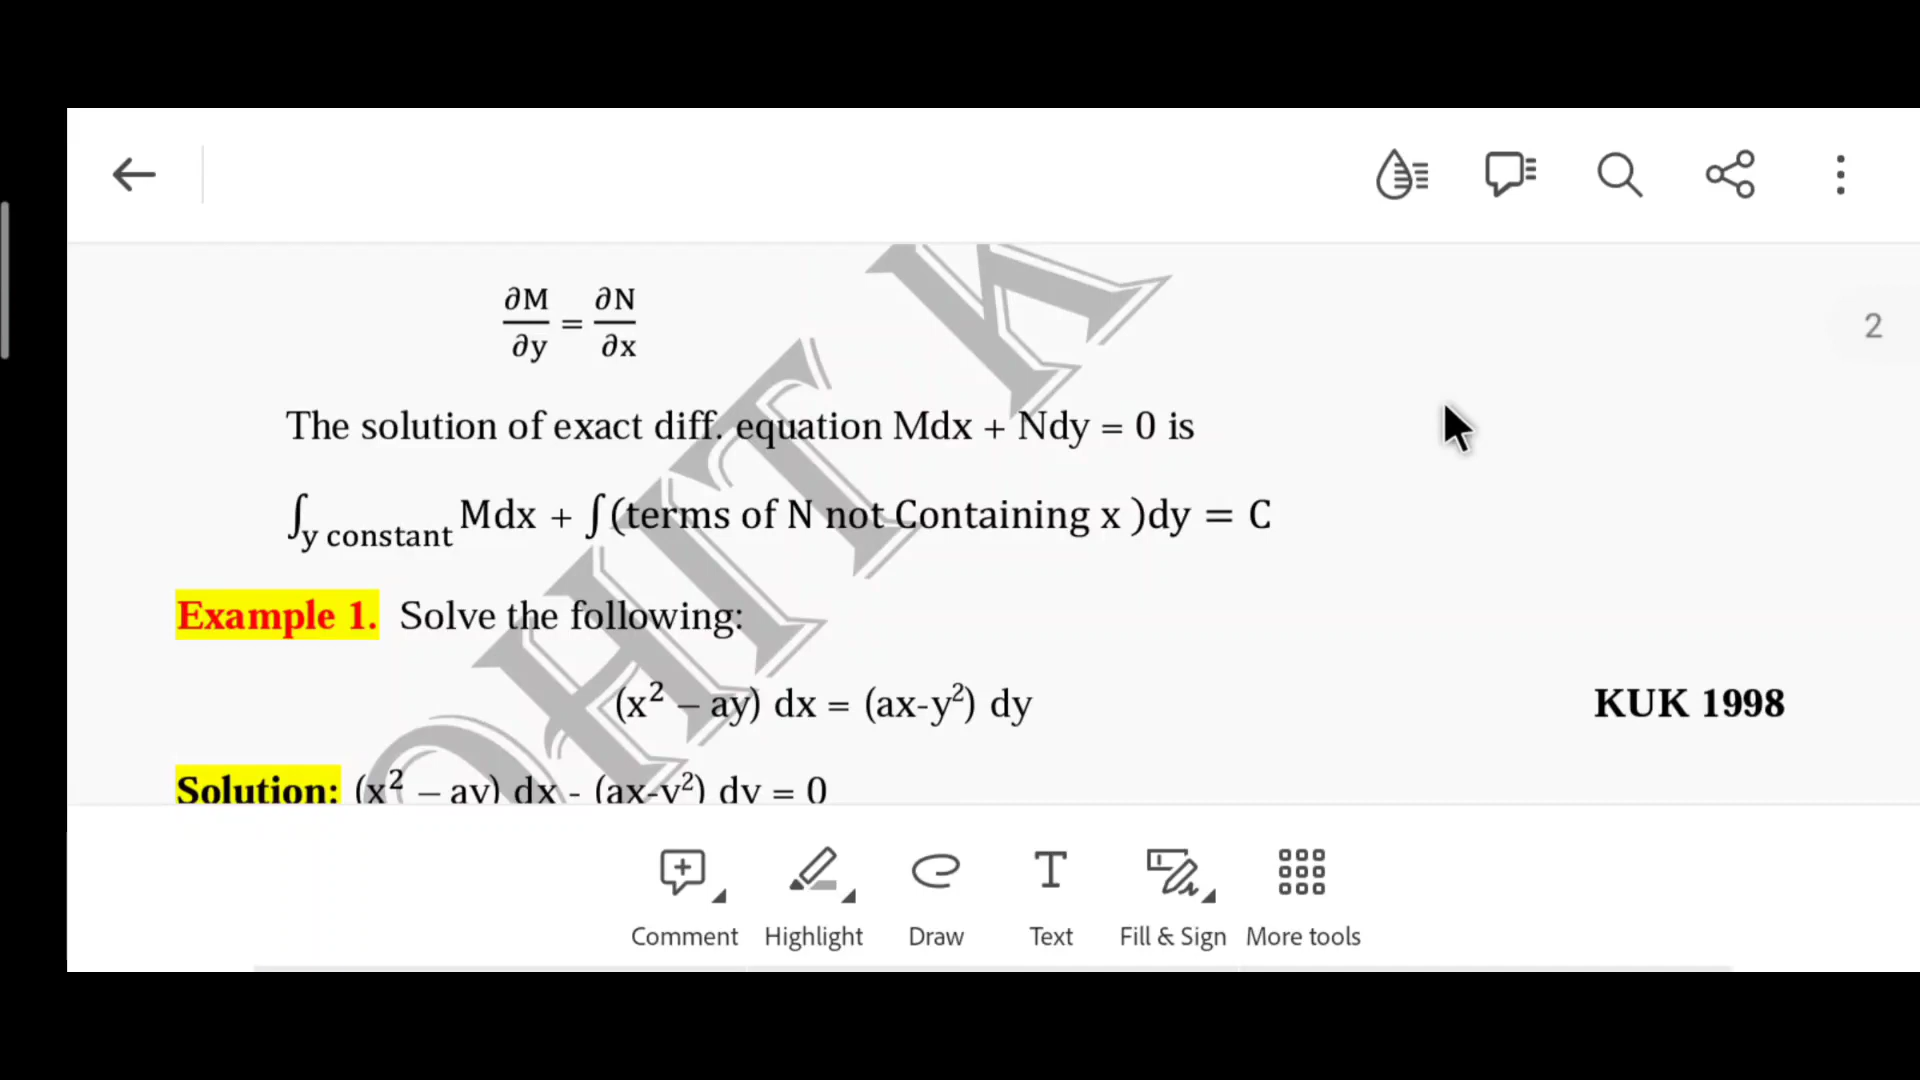 2
∂M/∂y = ∂N/∂x
The solution of exact diff. equation Mdx + Ndy = 0 is
∫y constant Mdx + ∫(terms of N not Containing x )dy = C
Example 1. Solve the following:
(x² – ay) dx = (ax-y²) dy KUK 1998
Solution: (x² – ay) dx - (ax-y²) dy = 0
OHIT K
Comment Highlight Draw Text Fill & Sign More tools